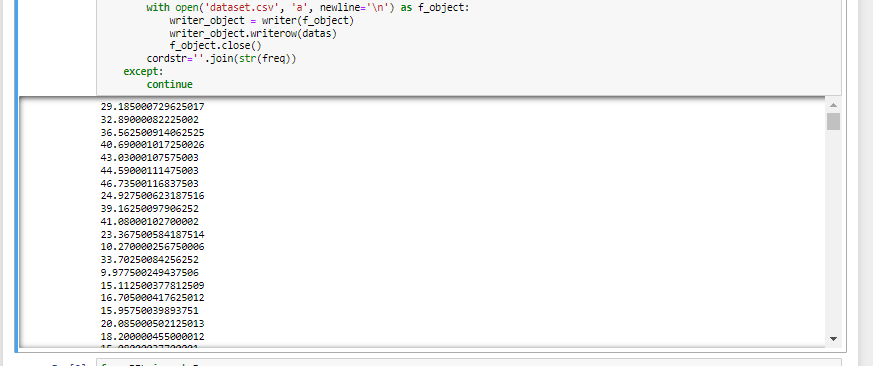 with open('dataset.csv', 'a', newline='\n') as f_object:
writer_object = writer(f_object)
writer_object.writerow(datas)
f_object.close()
cordstr=''.join(str(freq))
except:
continue
29.185000729625017
32.89000082225002
36.562500914062525
40.690001017250026
43.03000107575003
44.59000111475003
46.73500116837503
24.927500623187516
39.16250097906252
41.08000102700002
23.367500584187514
10.270000256750006
33.70250084256252
9.977500249437506
15.112500377812509
16.705000417625012
15.95750039893751
20.085000502125013
18.200000455000012